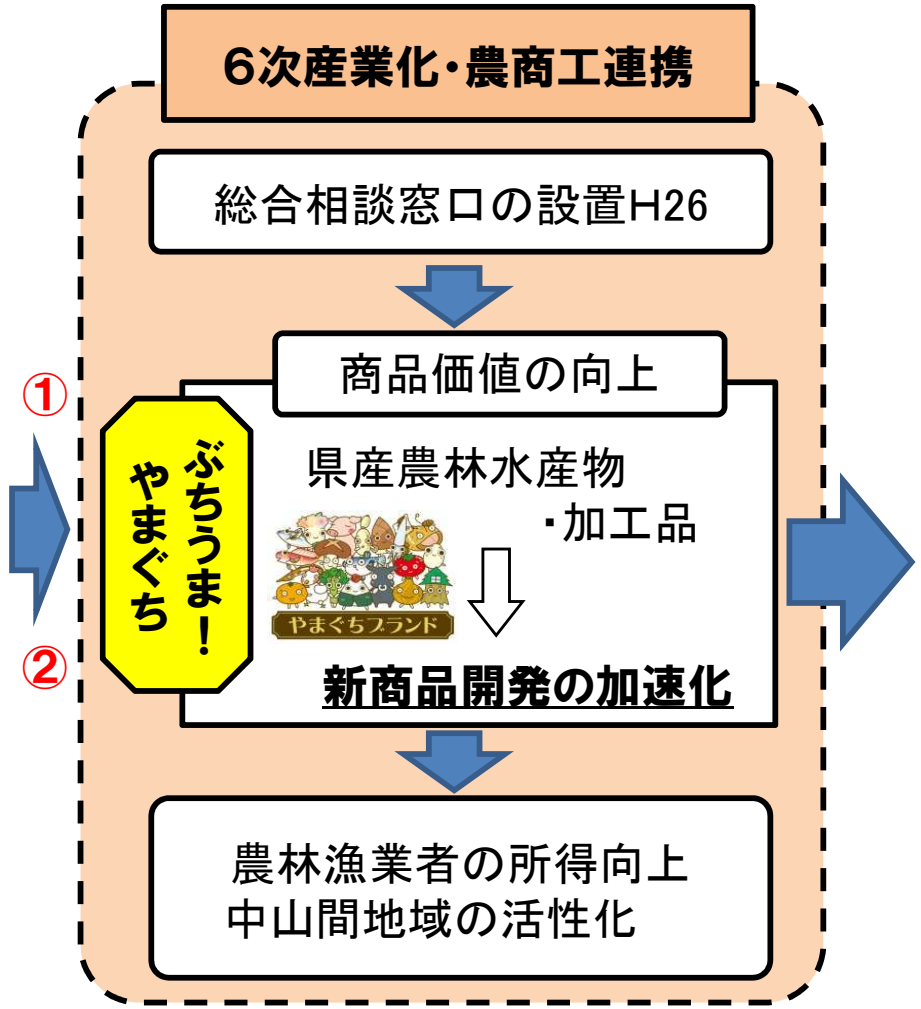 ６次産業化・農商工連携
総合相談窓口の設置H26
商品価値の向上
①
ぶちうま！
やまぐち
県産農林水産物
・加工品
やまぐちブランド
②
新商品開発の加速化
農林漁業者の所得向上
中山間地域の活性化